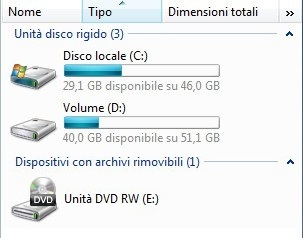 Nome Tipo Dimensioni totali »
Unità disco rigido (3)
Disco locale (C:)
29,1 GB disponibile su 46,0 GB
Volume (D:)
40,0 GB disponibile su 51,1 GB
Dispositivi con archivi rimovibili (1)
DVD Unità DVD RW (E:)